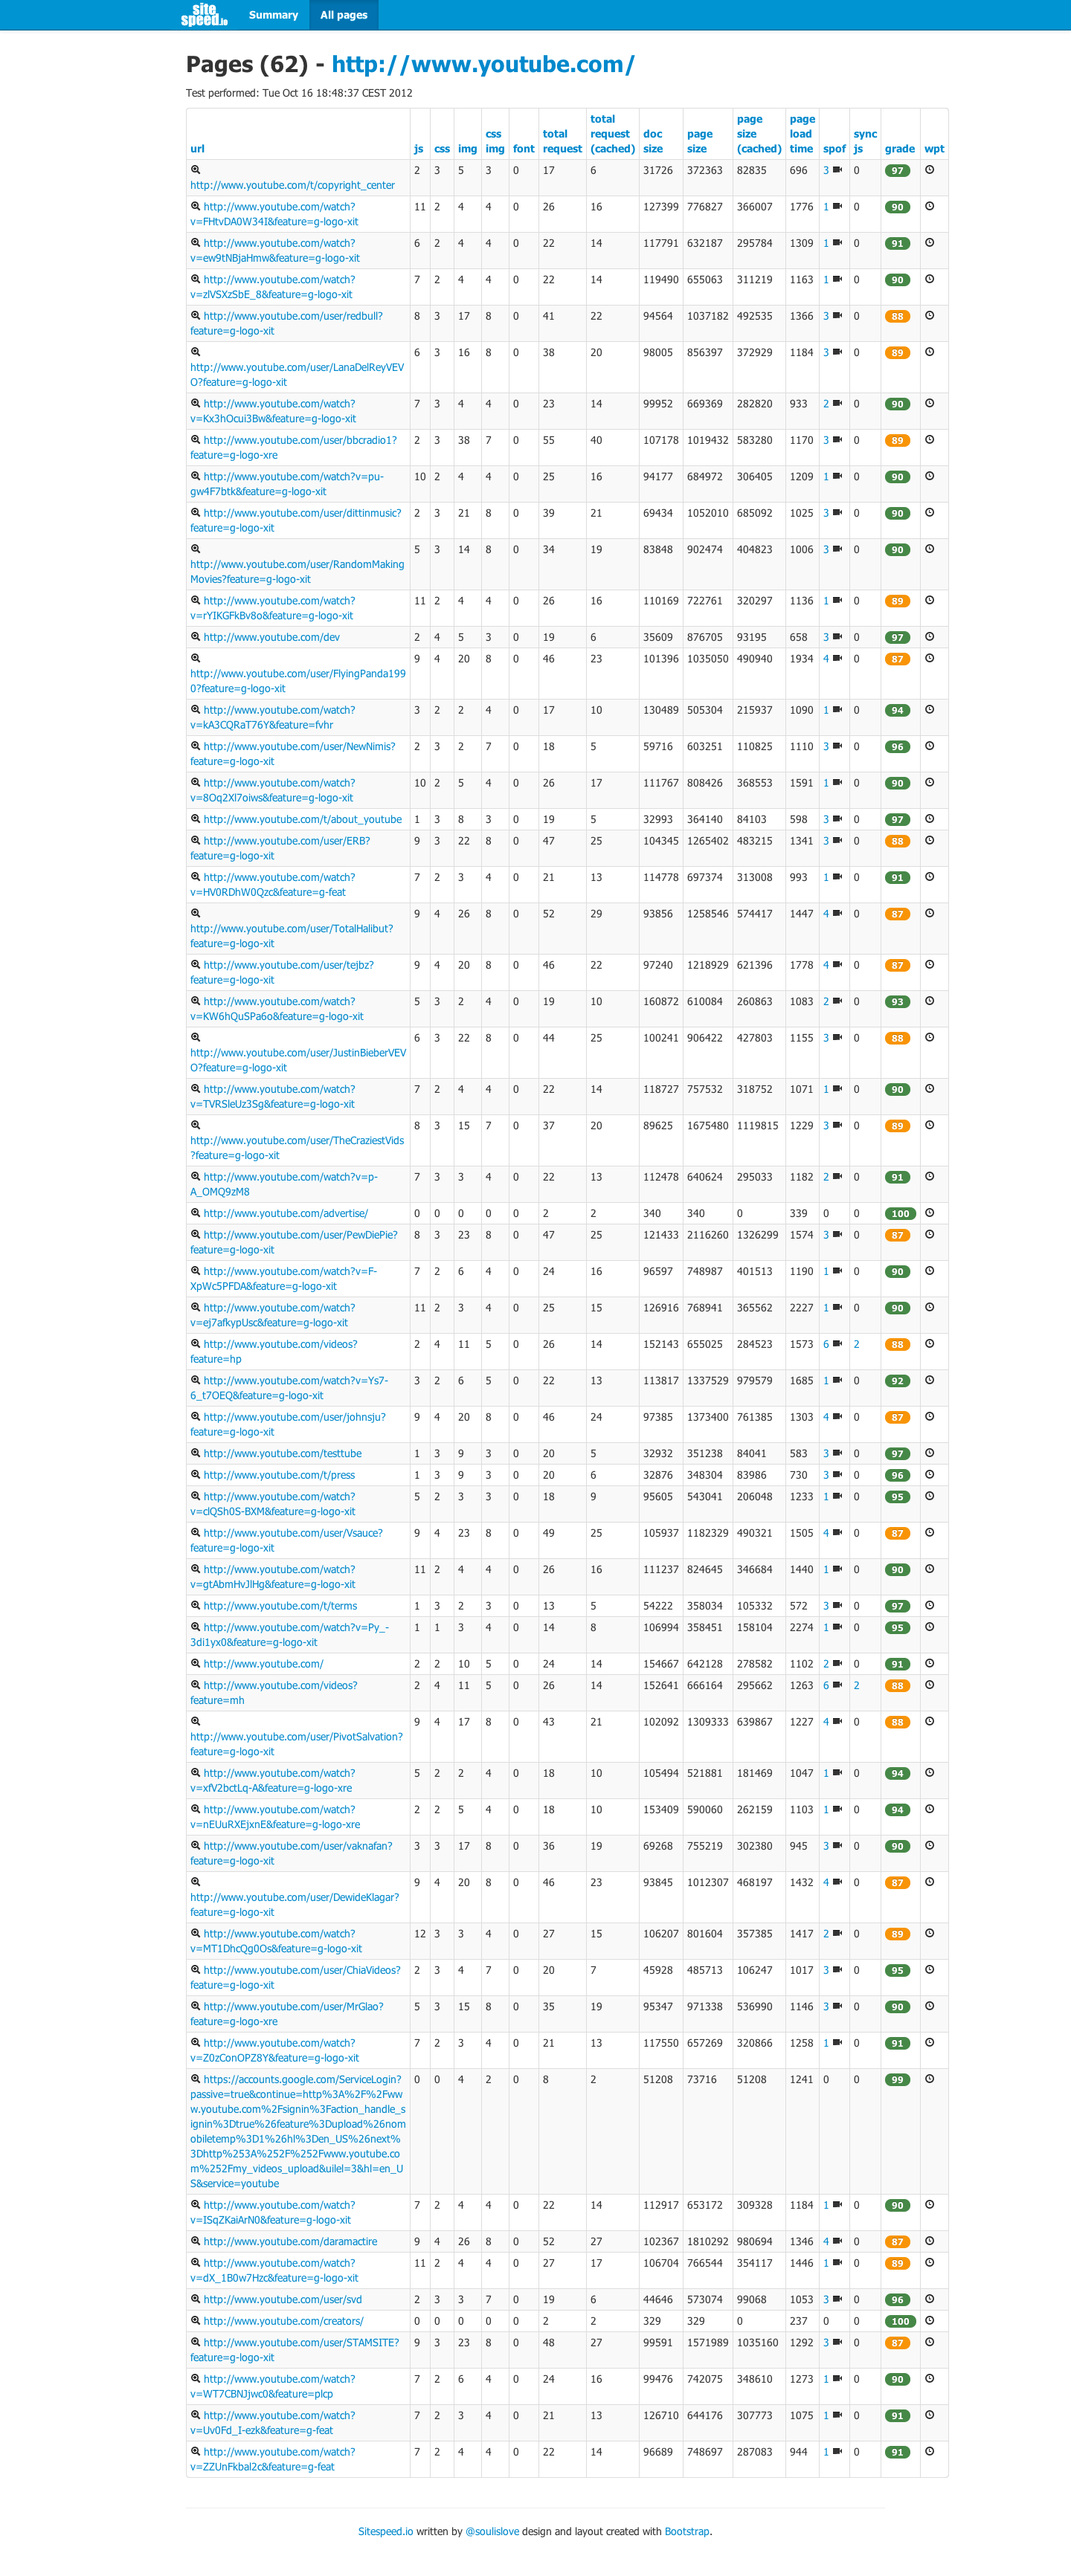 site
speed.io
Summary
All pages
Pages (62) - http://www.youtube.com/
Test performed: Tue Oct 16 18:48:37 CEST 2012
url js css img css img font total request total request (cached) doc size page size page size (cached) page load time spof sync js grade wpt
http://www.youtube.com/t/copyright_center 2 3 5 3 0 17 6 31726 372363 82835 696 3 0 97
http://www.youtube.com/watch?
v=FHtvDA0W34I&feature=g-logo-xit 11 2 4 4 0 26 16 127399 776827 366007 1776 1 0 90
http://www.youtube.com/watch?
v=ew9tNBjaHmw&feature=g-logo-xit 6 2 4 4 0 22 14 117791 632187 295784 1309 1 0 91
http://www.youtube.com/watch?
v=zlVSXzSbE_8&feature=g-logo-xit 7 2 4 4 0 22 14 119490 655063 311219 1163 1 0 90
http://www.youtube.com/user/redbull?
feature=g-logo-xit 8 3 17 8 0 41 22 94564 1037182 492535 1366 3 0 88
http://www.youtube.com/user/LanaDelReyVEV
O?feature=g-logo-xit 6 3 16 8 0 38 20 98005 856397 372929 1184 3 0 89
http://www.youtube.com/watch?
v=Kx3hOcui3Bw&feature=g-logo-xit 7 3 4 4 0 23 14 99952 669369 282820 933 2 0 90
http://www.youtube.com/user/bbcradio1?
feature=g-logo-xre 2 3 38 7 0 55 40 107178 1019432 583280 1170 3 0 89
http://www.youtube.com/watch?v=pu-
gw4F7btk&feature=g-logo-xit 10 2 4 4 0 25 16 94177 684972 306405 1209 1 0 90
http://www.youtube.com/user/dittinmusic?
feature=g-logo-xit 2 3 21 8 0 39 21 69434 1052010 685092 1025 3 0 90
http://www.youtube.com/user/RandomMaking
Movies?feature=g-logo-xit 5 3 14 8 0 34 19 83848 902474 404823 1006 3 0 90
http://www.youtube.com/watch?
v=rYIKGFkBv8o&feature=g-logo-xit 11 2 4 4 0 26 16 110169 722761 320297 1136 1 0 89
http://www.youtube.com/dev 2 4 5 3 0 19 6 35609 876705 93195 658 3 0 97
http://www.youtube.com/user/FlyingPanda199
0?feature=g-logo-xit 9 4 20 8 0 46 23 101396 1035050 490940 1934 4 0 87
http://www.youtube.com/watch?
v=kA3CQRaT76Y&feature=fvhr 3 2 2 4 0 17 10 130489 505304 215937 1090 1 0 94
http://www.youtube.com/user/NewNimis?
feature=g-logo-xit 2 3 2 7 0 18 5 59716 603251 110825 1110 3 0 96
http://www.youtube.com/watch?
v=8Oq2Xl7oiws&feature=g-logo-xit 10 2 5 4 0 26 17 111767 808426 368553 1591 1 0 90
http://www.youtube.com/t/about_youtube 1 3 8 3 0 19 5 32993 364140 84103 598 3 0 97
http://www.youtube.com/user/ERB?
feature=g-logo-xit 9 3 22 8 0 47 25 104345 1265402 483215 1341 3 0 88
http://www.youtube.com/watch?
v=HV0RDhW0Qzc&feature=g-feat 7 2 3 4 0 21 13 114778 697374 313008 993 1 0 91
http://www.youtube.com/user/TotalHalibut?
feature=g-logo-xit 9 4 26 8 0 52 29 93856 1258546 574417 1447 4 0 87
http://www.youtube.com/user/tejbz?
feature=g-logo-xit 9 4 20 8 0 46 22 97240 1218929 621396 1778 4 0 87
http://www.youtube.com/watch?
v=KW6hQuSPa6o&feature=g-logo-xit 5 3 2 4 0 19 10 160872 610084 260863 1083 2 0 93
http://www.youtube.com/user/JustinBieberVEV
O?feature=g-logo-xit 6 3 22 8 0 44 25 100241 906422 427803 1155 3 0 88
http://www.youtube.com/watch?
v=TVRSleUz3Sg&feature=g-logo-xit 7 2 4 4 0 22 14 118727 757532 318752 1071 1 0 90
http://www.youtube.com/user/TheCraziestVids
?feature=g-logo-xit 8 3 15 7 0 37 20 89625 1675480 1119815 1229 3 0 89
http://www.youtube.com/watch?v=p-
A_OMQ9zM8 7 3 3 4 0 22 13 112478 640624 295033 1182 2 0 91
http://www.youtube.com/advertise/ 0 0 0 0 0 2 2 340 340 0 339 0 0 100
http://www.youtube.com/user/PewDiePie?
feature=g-logo-xit 8 3 23 8 0 47 25 121433 2116260 1326299 1574 3 0 87
http://www.youtube.com/watch?v=F-
XpWc5PFDA&feature=g-logo-xit 7 2 6 4 0 24 16 96597 748987 401513 1190 1 0 90
http://www.youtube.com/watch?
v=ej7afkypUsc&feature=g-logo-xit 11 2 3 4 0 25 15 126916 768941 365562 2227 1 0 90
http://www.youtube.com/videos?
feature=hp 2 4 11 5 0 26 14 152143 655025 284523 1573 6 2 88
http://www.youtube.com/watch?v=Ys7-
6_t7OEQ&feature=g-logo-xit 3 2 6 5 0 22 13 113817 1337529 979579 1685 1 0 92
http://www.youtube.com/user/johnsju?
feature=g-logo-xit 9 4 20 8 0 46 24 97385 1373400 761385 1303 4 0 87
http://www.youtube.com/testtube 1 3 9 3 0 20 5 32932 351238 84041 583 3 0 97
http://www.youtube.com/t/press 1 3 9 3 0 20 6 32876 348304 83986 730 3 0 96
http://www.youtube.com/watch?
v=clQSh0S-BXM&feature=g-logo-xit 5 2 3 3 0 18 9 95605 543041 206048 1233 1 0 95
http://www.youtube.com/user/Vsauce?
feature=g-logo-xit 9 4 23 8 0 49 25 105937 1182329 490321 1505 4 0 87
http://www.youtube.com/watch?
v=gtAbmHvJlHg&feature=g-logo-xit 11 2 4 4 0 26 16 111237 824645 346684 1440 1 0 90
http://www.youtube.com/t/terms 1 3 2 3 0 13 5 54222 358034 105332 572 3 0 97
http://www.youtube.com/watch?v=Py_-
3di1yx0&feature=g-logo-xit 1 1 3 4 0 14 8 106994 358451 158104 2274 1 0 95
http://www.youtube.com/ 2 2 10 5 0 24 14 154667 642128 278582 1102 2 0 91
http://www.youtube.com/videos?
feature=mh 2 4 11 5 0 26 14 152641 666164 295662 1263 6 2 88
http://www.youtube.com/user/PivotSalvation?
feature=g-logo-xit 9 4 17 8 0 43 21 102092 1309333 639867 1227 4 0 88
http://www.youtube.com/watch?
v=xfV2bctLq-A&feature=g-logo-xre 5 2 2 4 0 18 10 105494 521881 181469 1047 1 0 94
http://www.youtube.com/watch?
v=nEUuRXEjxnE&feature=g-logo-xre 2 2 5 4 0 18 10 153409 590060 262159 1103 1 0 94
http://www.youtube.com/user/vaknafan?
feature=g-logo-xit 3 3 17 8 0 36 19 69268 755219 302380 945 3 0 90
http://www.youtube.com/user/DewideKlagar?
feature=g-logo-xit 9 4 20 8 0 46 23 93845 1012307 468197 1432 4 0 87
http://www.youtube.com/watch?
v=MT1DhcQg0Os&feature=g-logo-xit 12 3 3 4 0 27 15 106207 801604 357385 1417 2 0 89
http://www.youtube.com/user/ChiaVideos?
feature=g-logo-xit 2 3 4 7 0 20 7 45928 485713 106247 1017 3 0 95
http://www.youtube.com/user/MrGlao?
feature=g-logo-xre 5 3 15 8 0 35 19 95347 971338 536990 1146 3 0 90
http://www.youtube.com/watch?
v=Z0zConOPZ8Y&feature=g-logo-xit 7 2 3 4 0 21 13 117550 657269 320866 1258 1 0 91
https://accounts.google.com/ServiceLogin? 0 0 4 2 0 8 2 51208 73716 51208 1241 0 0 99
passive=true&continue=http%3A%2F%2Fww
w.youtube.com%2Fsignin%3Faction_handle_s
ignin%3Dtrue%26feature%3Dupload%26nom
obiletemp%3D1%26hl%3Den_US%26next%
3Dhttp%253A%252F%252Fwww.youtube.co
m%252Fmy_videos_upload&uilel=3&hl=en_U
S&service=youtube
http://www.youtube.com/watch?
v=ISqZKaiArN0&feature=g-logo-xit 7 2 4 4 0 22 14 112917 653172 309328 1184 1 0 90
http://www.youtube.com/daramactire 9 4 26 8 0 52 27 102367 1810292 980694 1346 4 0 87
http://www.youtube.com/watch?
v=dX_1B0w7Hzc&feature=g-logo-xit 11 2 4 4 0 27 17 106704 766544 354117 1446 1 0 89
http://www.youtube.com/user/svd 2 3 3 7 0 19 6 44646 573074 99068 1053 3 0 96
http://www.youtube.com/creators/ 0 0 0 0 0 2 2 329 329 0 237 0 0 100
http://www.youtube.com/user/STAMSITE?
feature=g-logo-xit 9 3 23 8 0 48 27 99591 1571989 1035160 1292 3 0 87
http://www.youtube.com/watch?
v=WT7CBNJjwc0&feature=plcp 7 2 6 4 0 24 16 99476 742075 348610 1273 1 0 90
http://www.youtube.com/watch?
v=Uv0Fd_I-ezk&feature=g-feat 7 2 3 4 0 21 13 126710 644176 307773 1075 1 0 91
http://www.youtube.com/watch?
v=ZZUnFkbal2c&feature=g-feat 7 2 4 4 0 22 14 96689 748697 287083 944 1 0 91
Sitespeed.io written by @soulislove design and layout created with Bootstrap.